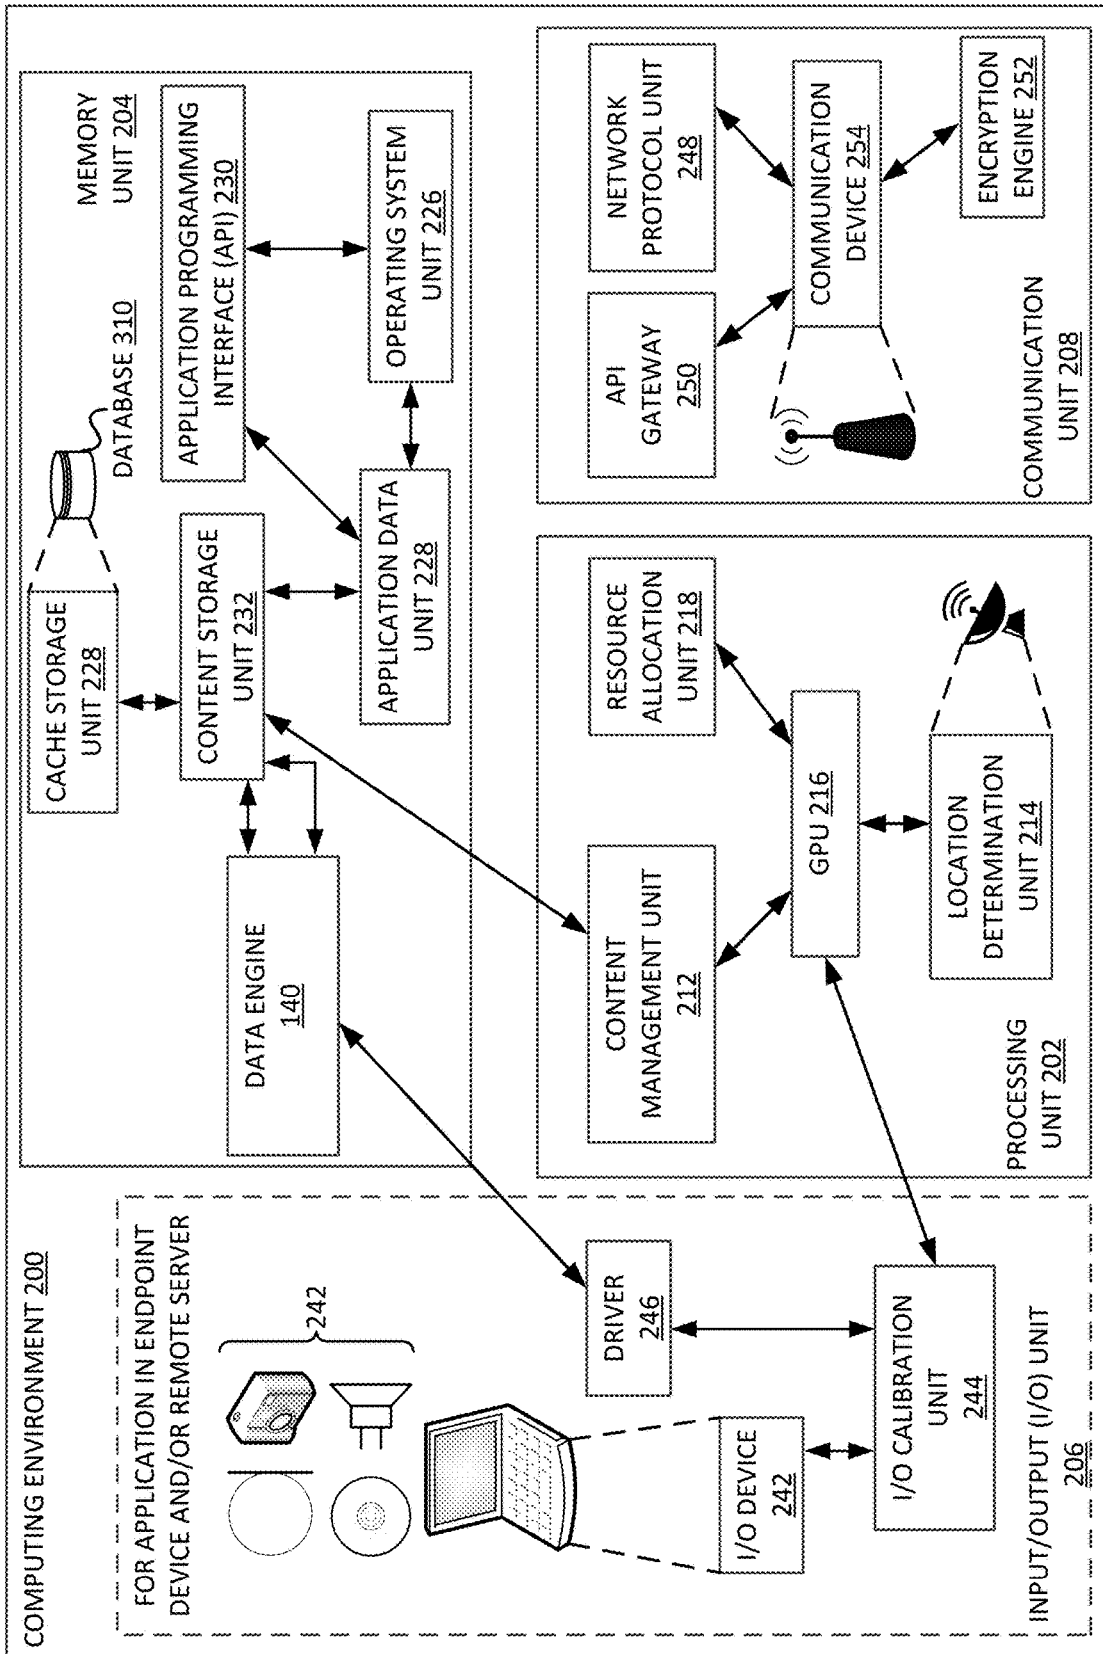 COMPUTING ENVIRONMENT 200
FOR APPLICATION IN ENDPOINT
DEVICE AND/OR REMOTE SERVER
242
I/O DEVICE
242
DRIVER
246
I/O CALIBRATION
UNIT
244
INPUT/OUTPUT (I/O) UNIT
206
MEMORY
UNIT 204
CACHE STORAGE
UNIT 228
DATABASE 310
DATA ENGINE
140
CONTENT STORAGE
UNIT 232
APPLICATION PROGRAMMING
INTERFACE (API) 230
APPLICATION DATA
UNIT 228
OPERATING SYSTEM
UNIT 226
CONTENT
MANAGEMENT UNIT
212
RESOURCE
ALLOCATION
UNIT 218
GPU 216
LOCATION
DETERMINATION
UNIT 214
PROCESSING
UNIT 202
API
GATEWAY
250
NETWORK
PROTOCOL UNIT
248
COMMUNICATION
DEVICE 254
ENCRYPTION
ENGINE 252
COMMUNICATION
UNIT 208